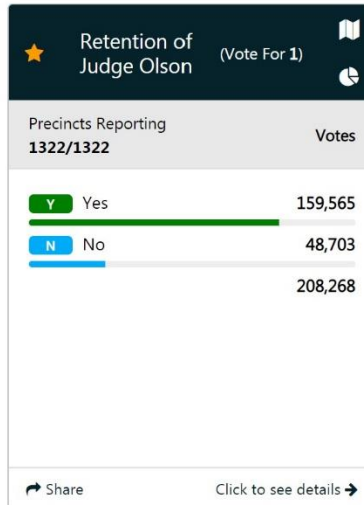 Retention of
Judge Olson
(Vote For 1)
Precincts Reporting
1322/1322
Votes
Y Yes 159,565
N No 48,703
208,268
Share
Click to see details